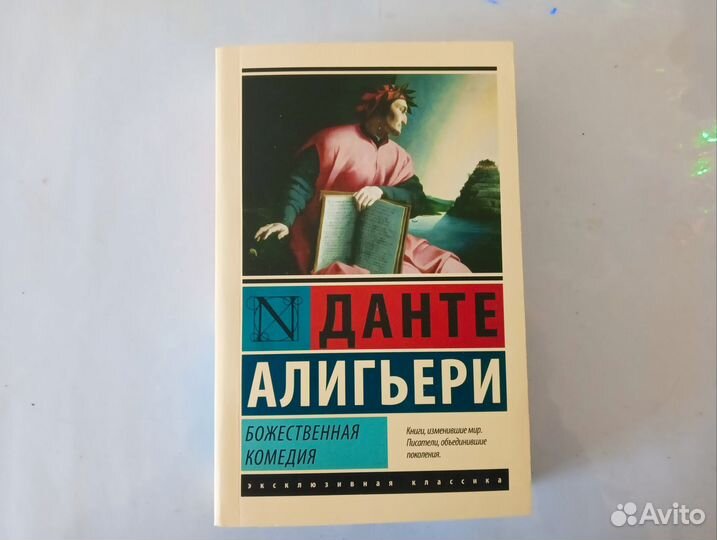 N ДАНТЕ
АЛИГЬЕРИ
БОЖЕСТВЕННАЯ
КОМЕДИЯ
Книги, изменившие мир.
Писатели, объединившие
поколения.
эксклюзивная классика
Avito